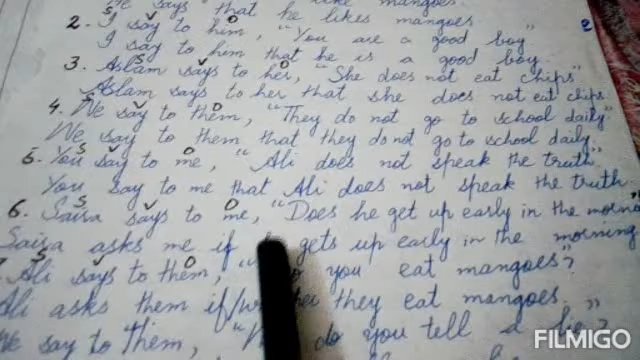 He says that he likes mangoes
2. I say to him, "You are a good boy" 2
I say to him that he is a good boy
3. Aslam says to her, "She does not eat chips"
Aslam says to her that she does not eat chips
4. We say to them, "They do not go to school daily"
We say to them that they do not go to school daily.
5. You say to me, "Ali does not speak the truth."
You say to me that Ali does not speak the truth.
6. Saira says to me, "Does he get up early in the
Saira asks me if gets up early in the morning
7. Ali says to them, " you eat mangoes?"
Ali asks them if/ they eat mangoes.
We say to them, " do you tell a lie?"
FILMIGO